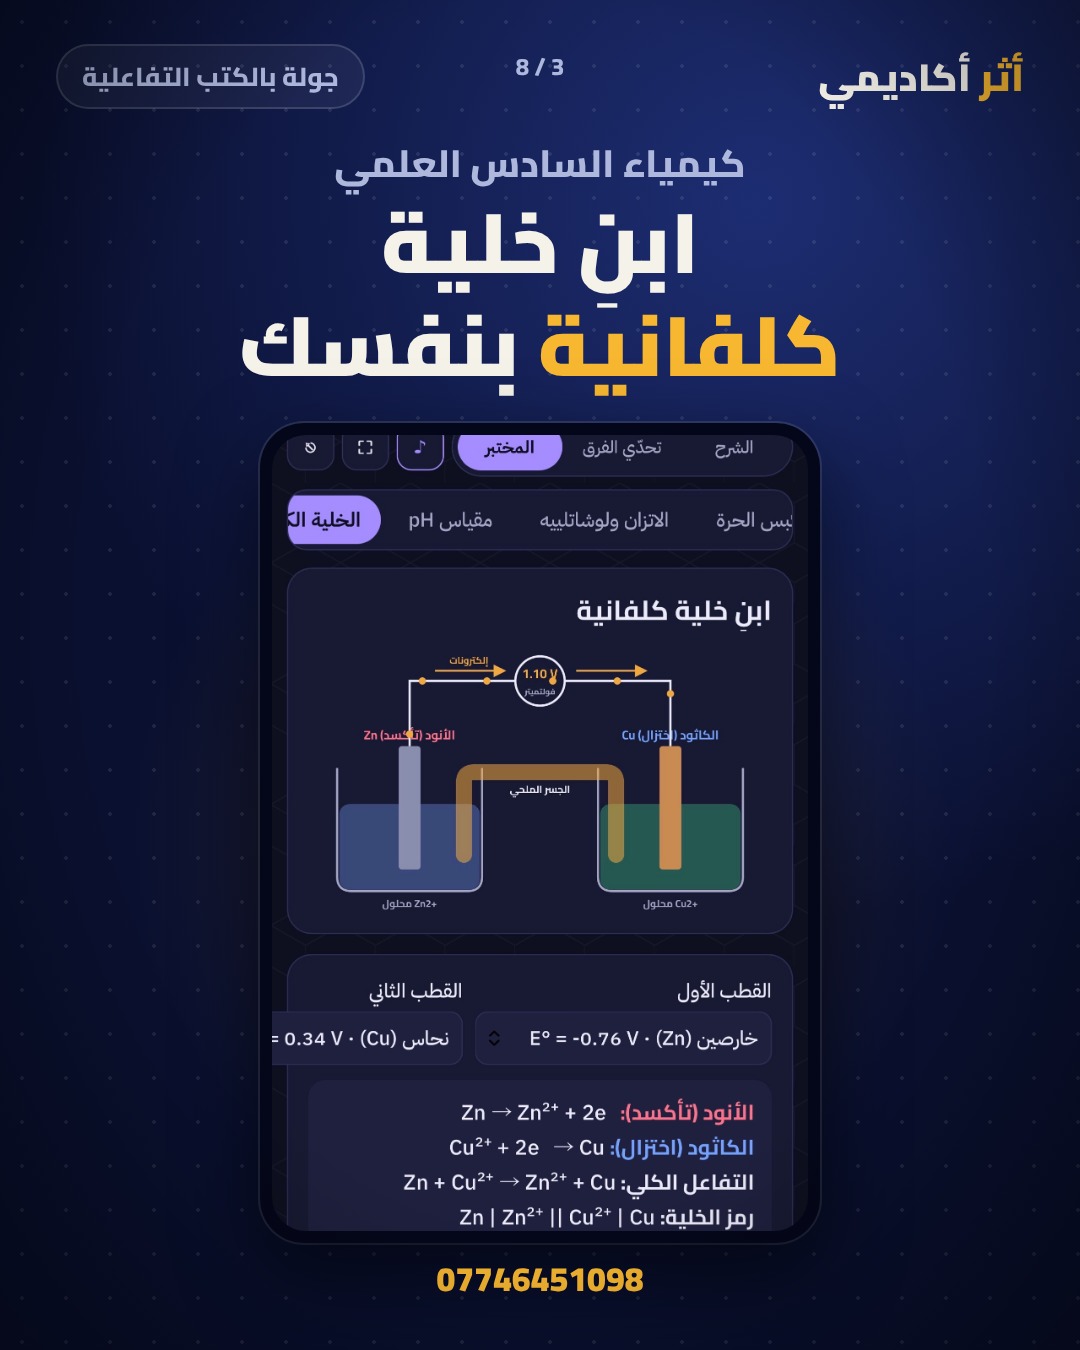 أثر أكاديمي
8 / 3
جولة بالكتب التفاعلية
كيمياء السادس العلمي
ابنِ خلية
كلفانية بنفسك
الشرح
تحدّي الفرق
المختبر
♪
الاتزان ولوشاتلييه
مقياس pH
ابنِ خلية كلفانية
إلكترونات
1.10 V
فولتميتر
الأنود (تأكسد) Zn
الكاثود (اختزال) Cu
الجسر الملحي
محلول Zn2+
محلول Cu2+
القطب الأول
القطب الثاني
خارصين (Zn) · E° = -0.76 V
نحاس (Cu) · = 0.34 V
الأنود (تأكسد): Zn → Zn²⁺ + 2e
الكاثود (اختزال): Cu²⁺ + 2e → Cu
التفاعل الكلي: Zn + Cu²⁺ → Zn²⁺ + Cu
رمز الخلية: Zn | Zn²⁺ || Cu²⁺ | Cu
07746451098